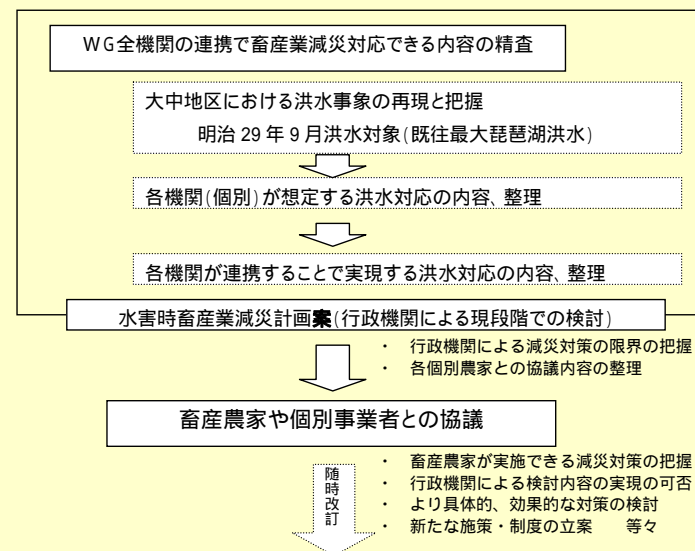 WG全機関の連携で畜産業減災対応できる内容の精査
大中地区における洪水事象の再現と把握
明治29年9月洪水対象(既往最大琵琶湖洪水)
各機関(個別)が想定する洪水対応の内容、整理
各機関が連携することで実現する洪水対応の内容、整理
水害時畜産業減災計画案(行政機関による現段階での検討)
・ 行政機関による減災対策の限界の把握
・ 各個別農家との協議内容の整理
畜産農家や個別事業者との協議
随時改訂
・ 畜産農家が実施できる減災対策の把握
・ 行政機関による検討内容の実現の可否
・ より具体的、効果的な対策の検討
・ 新たな施策・制度の立案 等々